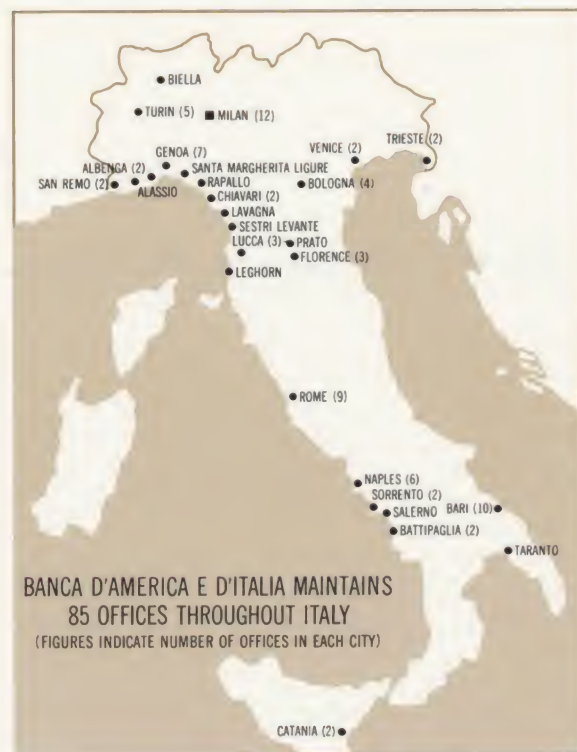 BIELLA
TURIN (5)
MILAN (12)
GENOA (7)
VENICE (2)
TRIESTE (2)
ALBENGA (2)
SANTA MARGHERITA LIGURE
SAN REMO (2)
ALASSIO
RAPALLO
BOLOGNA (4)
CHIAVARI (2)
LAVAGNA
SESTRI LEVANTE
LUCCA (3)
PRATO
FLORENCE (3)
LEGHORN
ROME (9)
NAPLES (6)
SORRENTO (2)
SALERNO
BARI (10)
BATTIPAGLIA (2)
TARANTO
BANCA D'AMERICA E D'ITALIA MAINTAINS
85 OFFICES THROUGHOUT ITALY
(FIGURES INDICATE NUMBER OF OFFICES IN EACH CITY)
CATANIA (2)